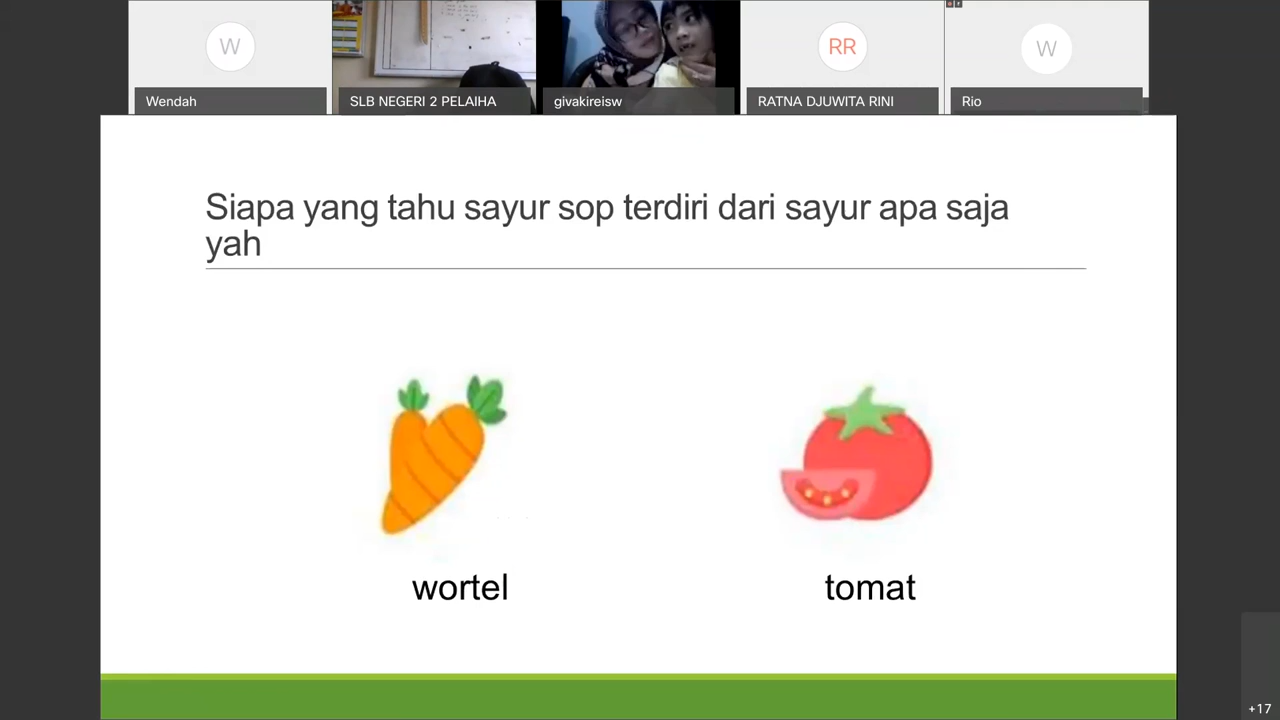 W
RR
W
Wendah
SLB NEGERI 2 PELAIHA
givakireisw
RATNA DJUWITA RINI
Rio
Siapa yang tahu sayur sop terdiri dari sayur apa saja
yah
wortel
tomat
+17